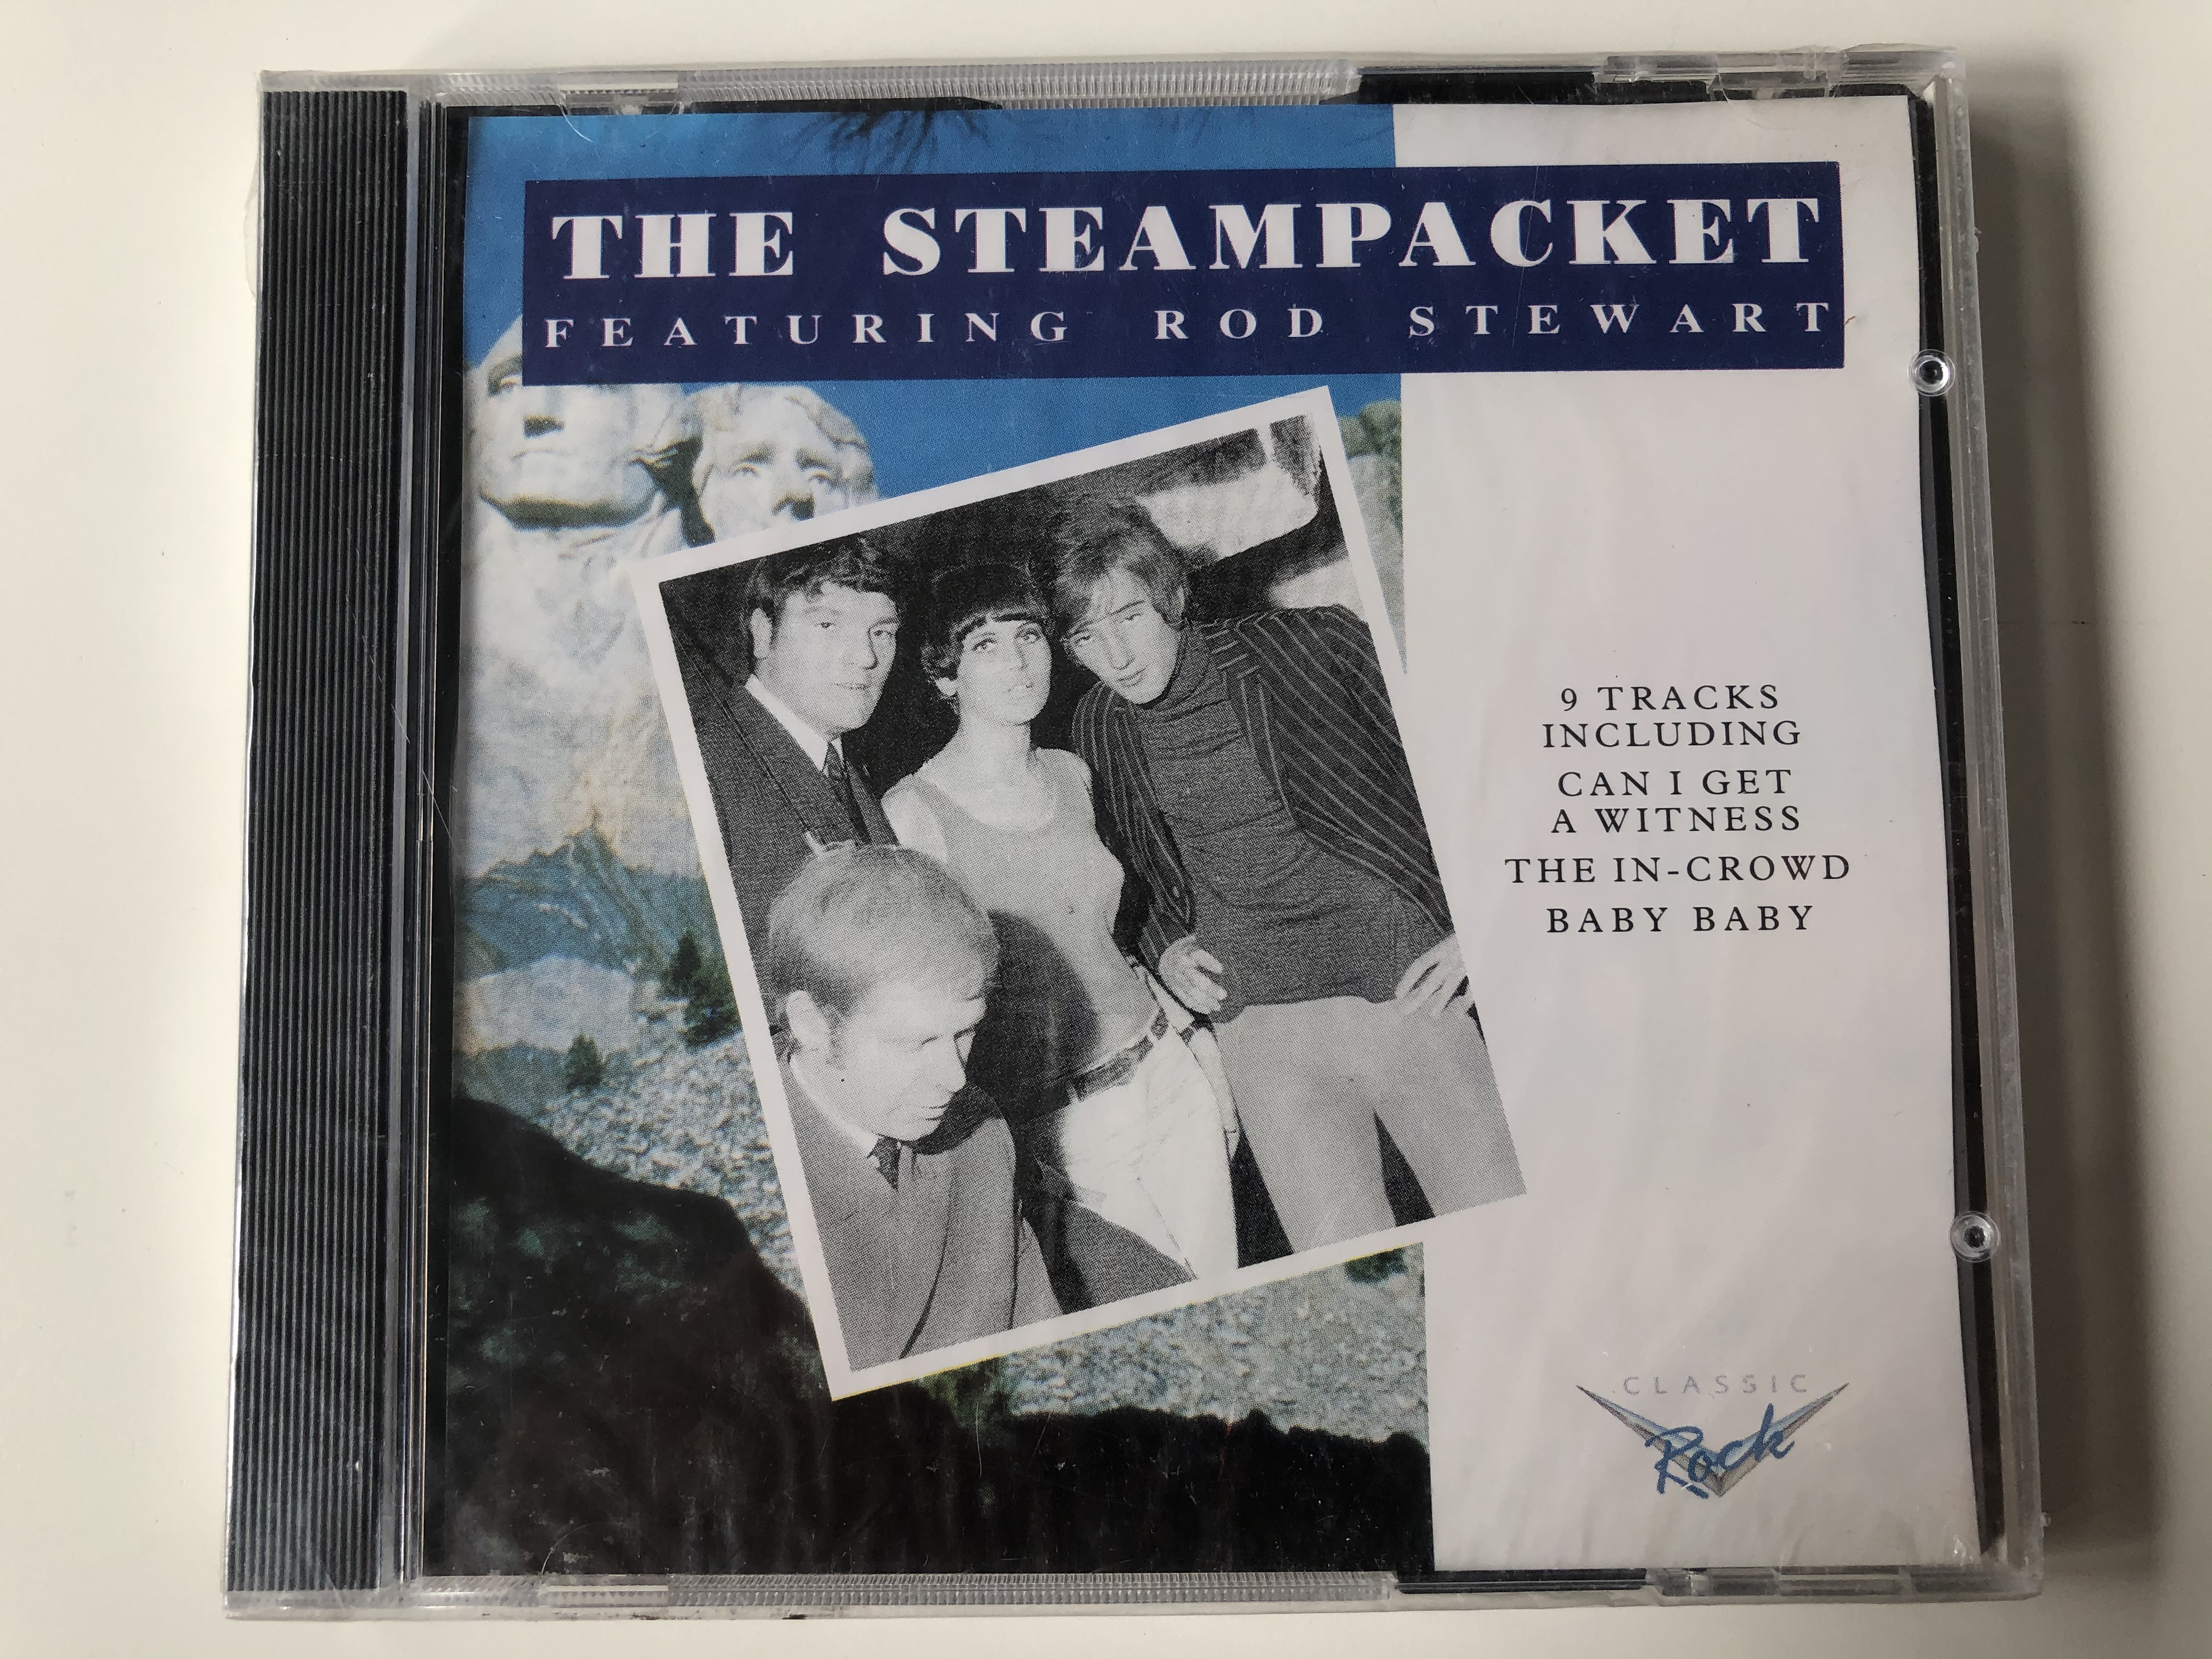 THE STEAMPACKET
FEATURING ROD STEWART
9 TRACKS
INCLUDING
CAN I GET
A WITNESS
THE IN-CROWD
BABY BABY
CLASSIC
Rock